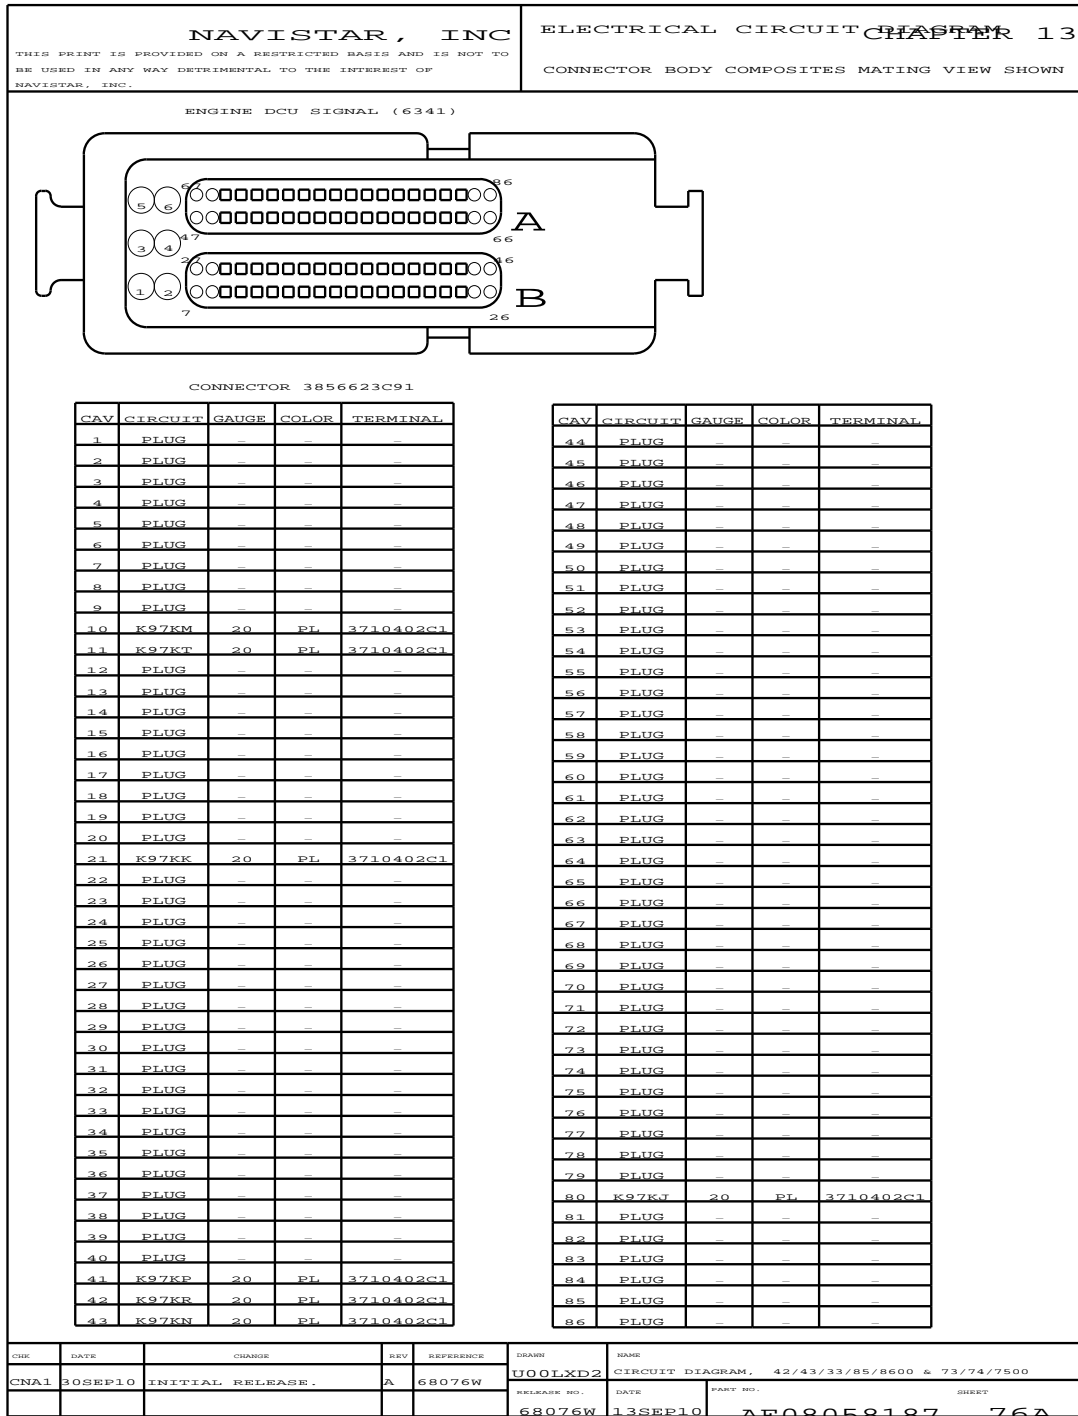 NAVISTAR, INC
THIS PRINT IS PROVIDED ON A RESTRICTED BASIS AND IS NOT TO
BE USED IN ANY WAY DETRIMENTAL TO THE INTEREST OF
NAVISTAR, INC.
ELECTRICAL CIRCUIT DIAGRAM
CHAPTER 13
CONNECTOR BODY COMPOSITES MATING VIEW SHOWN
ENGINE DCU SIGNAL (6341)
67 86
5 6
A
47 66
3 4
27 46
1 2
B
7 26
CONNECTOR 3856623C91
CAV CIRCUIT GAUGE COLOR TERMINAL
1 PLUG – – –
2 PLUG – – –
3 PLUG – – –
4 PLUG – – –
5 PLUG – – –
6 PLUG – – –
7 PLUG – – –
8 PLUG – – –
9 PLUG – – –
10 K97KM 20 PL 3710402C1
11 K97KT 20 PL 3710402C1
12 PLUG – – –
13 PLUG – – –
14 PLUG – – –
15 PLUG – – –
16 PLUG – – –
17 PLUG – – –
18 PLUG – – –
19 PLUG – – –
20 PLUG – – –
21 K97KK 20 PL 3710402C1
22 PLUG – – –
23 PLUG – – –
24 PLUG – – –
25 PLUG – – –
26 PLUG – – –
27 PLUG – – –
28 PLUG – – –
29 PLUG – – –
30 PLUG – – –
31 PLUG – – –
32 PLUG – – –
33 PLUG – – –
34 PLUG – – –
35 PLUG – – –
36 PLUG – – –
37 PLUG – – –
38 PLUG – – –
39 PLUG – – –
40 PLUG – – –
41 K97KP 20 PL 3710402C1
42 K97KR 20 PL 3710402C1
43 K97KN 20 PL 3710402C1
CAV CIRCUIT GAUGE COLOR TERMINAL
44 PLUG – – –
45 PLUG – – –
46 PLUG – – –
47 PLUG – – –
48 PLUG – – –
49 PLUG – – –
50 PLUG – – –
51 PLUG – – –
52 PLUG – – –
53 PLUG – – –
54 PLUG – – –
55 PLUG – – –
56 PLUG – – –
57 PLUG – – –
58 PLUG – – –
59 PLUG – – –
60 PLUG – – –
61 PLUG – – –
62 PLUG – – –
63 PLUG – – –
64 PLUG – – –
65 PLUG – – –
66 PLUG – – –
67 PLUG – – –
68 PLUG – – –
69 PLUG – – –
70 PLUG – – –
71 PLUG – – –
72 PLUG – – –
73 PLUG – – –
74 PLUG – – –
75 PLUG – – –
76 PLUG – – –
77 PLUG – – –
78 PLUG – – –
79 PLUG – – –
80 K97KJ 20 PL 3710402C1
81 PLUG – – –
82 PLUG – – –
83 PLUG – – –
84 PLUG – – –
85 PLUG – – –
86 PLUG – – –
CHK DATE CHANGE REV REFERENCE
CNA1 30SEP10 INITIAL RELEASE. A 68076W
DRAWN NAME
U00LXD2 CIRCUIT DIAGRAM, 42/43/33/85/8600 & 73/74/7500
RELEASE NO. DATE PART NO. SHEET
68076W 13SEP10 AF08058187 76A